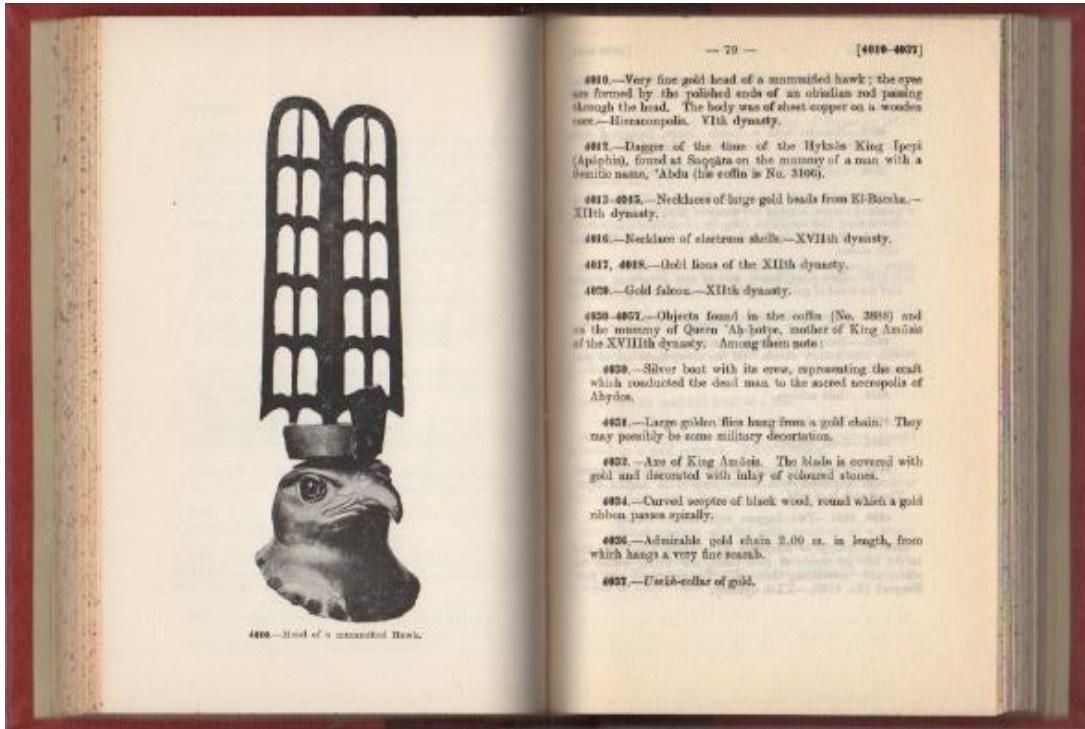 4010.—Head of a mummified Hawk.
— 79 — [4010-4037]
4010.—Very fine gold head of a mummified hawk; the eyes
are formed by the polished ends of an obsidian rod passing
through the head. The body was of sheet copper on a wooden
core.—Hieraconpolis. VIth dynasty.
4012.—Dagger of the time of the Hyksôs King Ipepi
(Apôphis), found at Saqqâra on the mummy of a man with a
Semitic name, 'Abdu (his coffin is No. 3106).
4013-4015.—Necklaces of large gold beads from El-Barsha.—
XIIth dynasty.
4016.—Necklace of electrum shells.—XVIIth dynasty.
4017, 4018.—Gold lions of the XIIth dynasty.
4020.—Gold falcon.—XIIth dynasty.
4030-4057.—Objects found in the coffin (No. 3888) and
on the mummy of Queen 'Ah-hotpe, mother of King Amôsis
of the XVIIIth dynasty. Among them note:
4030.—Silver boat with its crew, representing the craft
which conducted the dead man to the sacred necropolis of
Abydos.
4031.—Large golden flies hung from a gold chain. They
may possibly be some military decoration.
4032.—Axe of King Amôsis. The blade is covered with
gold and decorated with inlay of coloured stones.
4034.—Curved sceptre of black wood, round which a gold
ribbon passes spirally.
4036.—Admirable gold chain 2.00 m. in length, from
which hangs a very fine scarab.
4037.—Usekh-collar of gold.